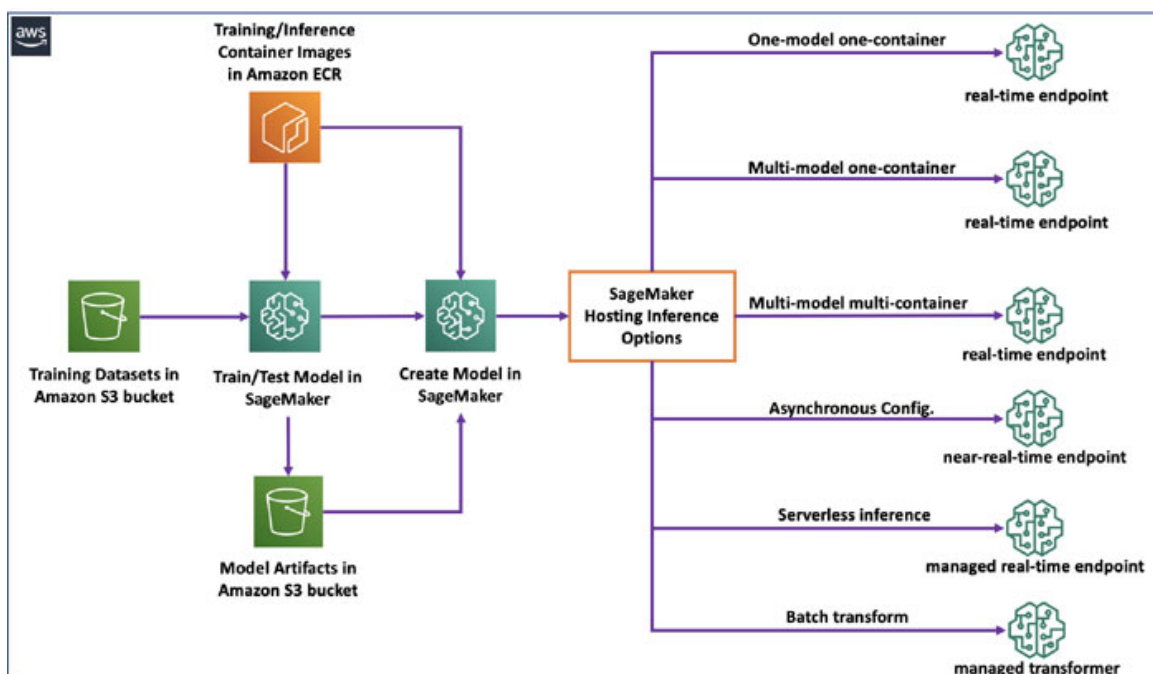 aws
Training/Inference
Container Images
in Amazon ECR
One-model one-container
real-time endpoint
Multi-model one-container
real-time endpoint
SageMaker
Hosting Inference
Options
Multi-model multi-container
real-time endpoint
Training Datasets in
Amazon S3 bucket
Train/Test Model in
SageMaker
Create Model in
SageMaker
Asynchronous Config.
near-real-time endpoint
Model Artifacts in
Amazon S3 bucket
Serverless inference
managed real-time endpoint
Batch transform
managed transformer